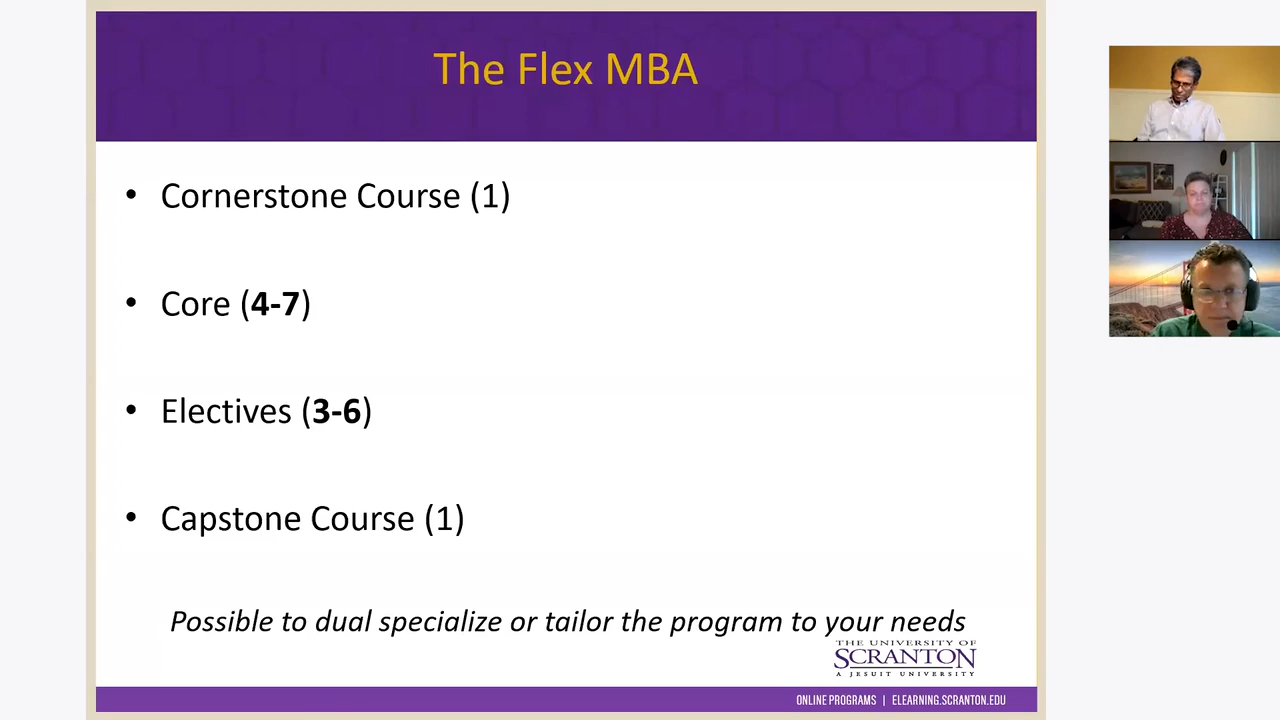 The Flex MBA
• Cornerstone Course (1)
• Core (4-7)
• Electives (3-6)
• Capstone Course (1)
Possible to dual specialize or tailor the program to your needs
THE UNIVERSITY OF
SCRANTON
A JESUIT UNIVERSITY
ONLINE PROGRAMS | ELEARNING.SCRANTON.EDU